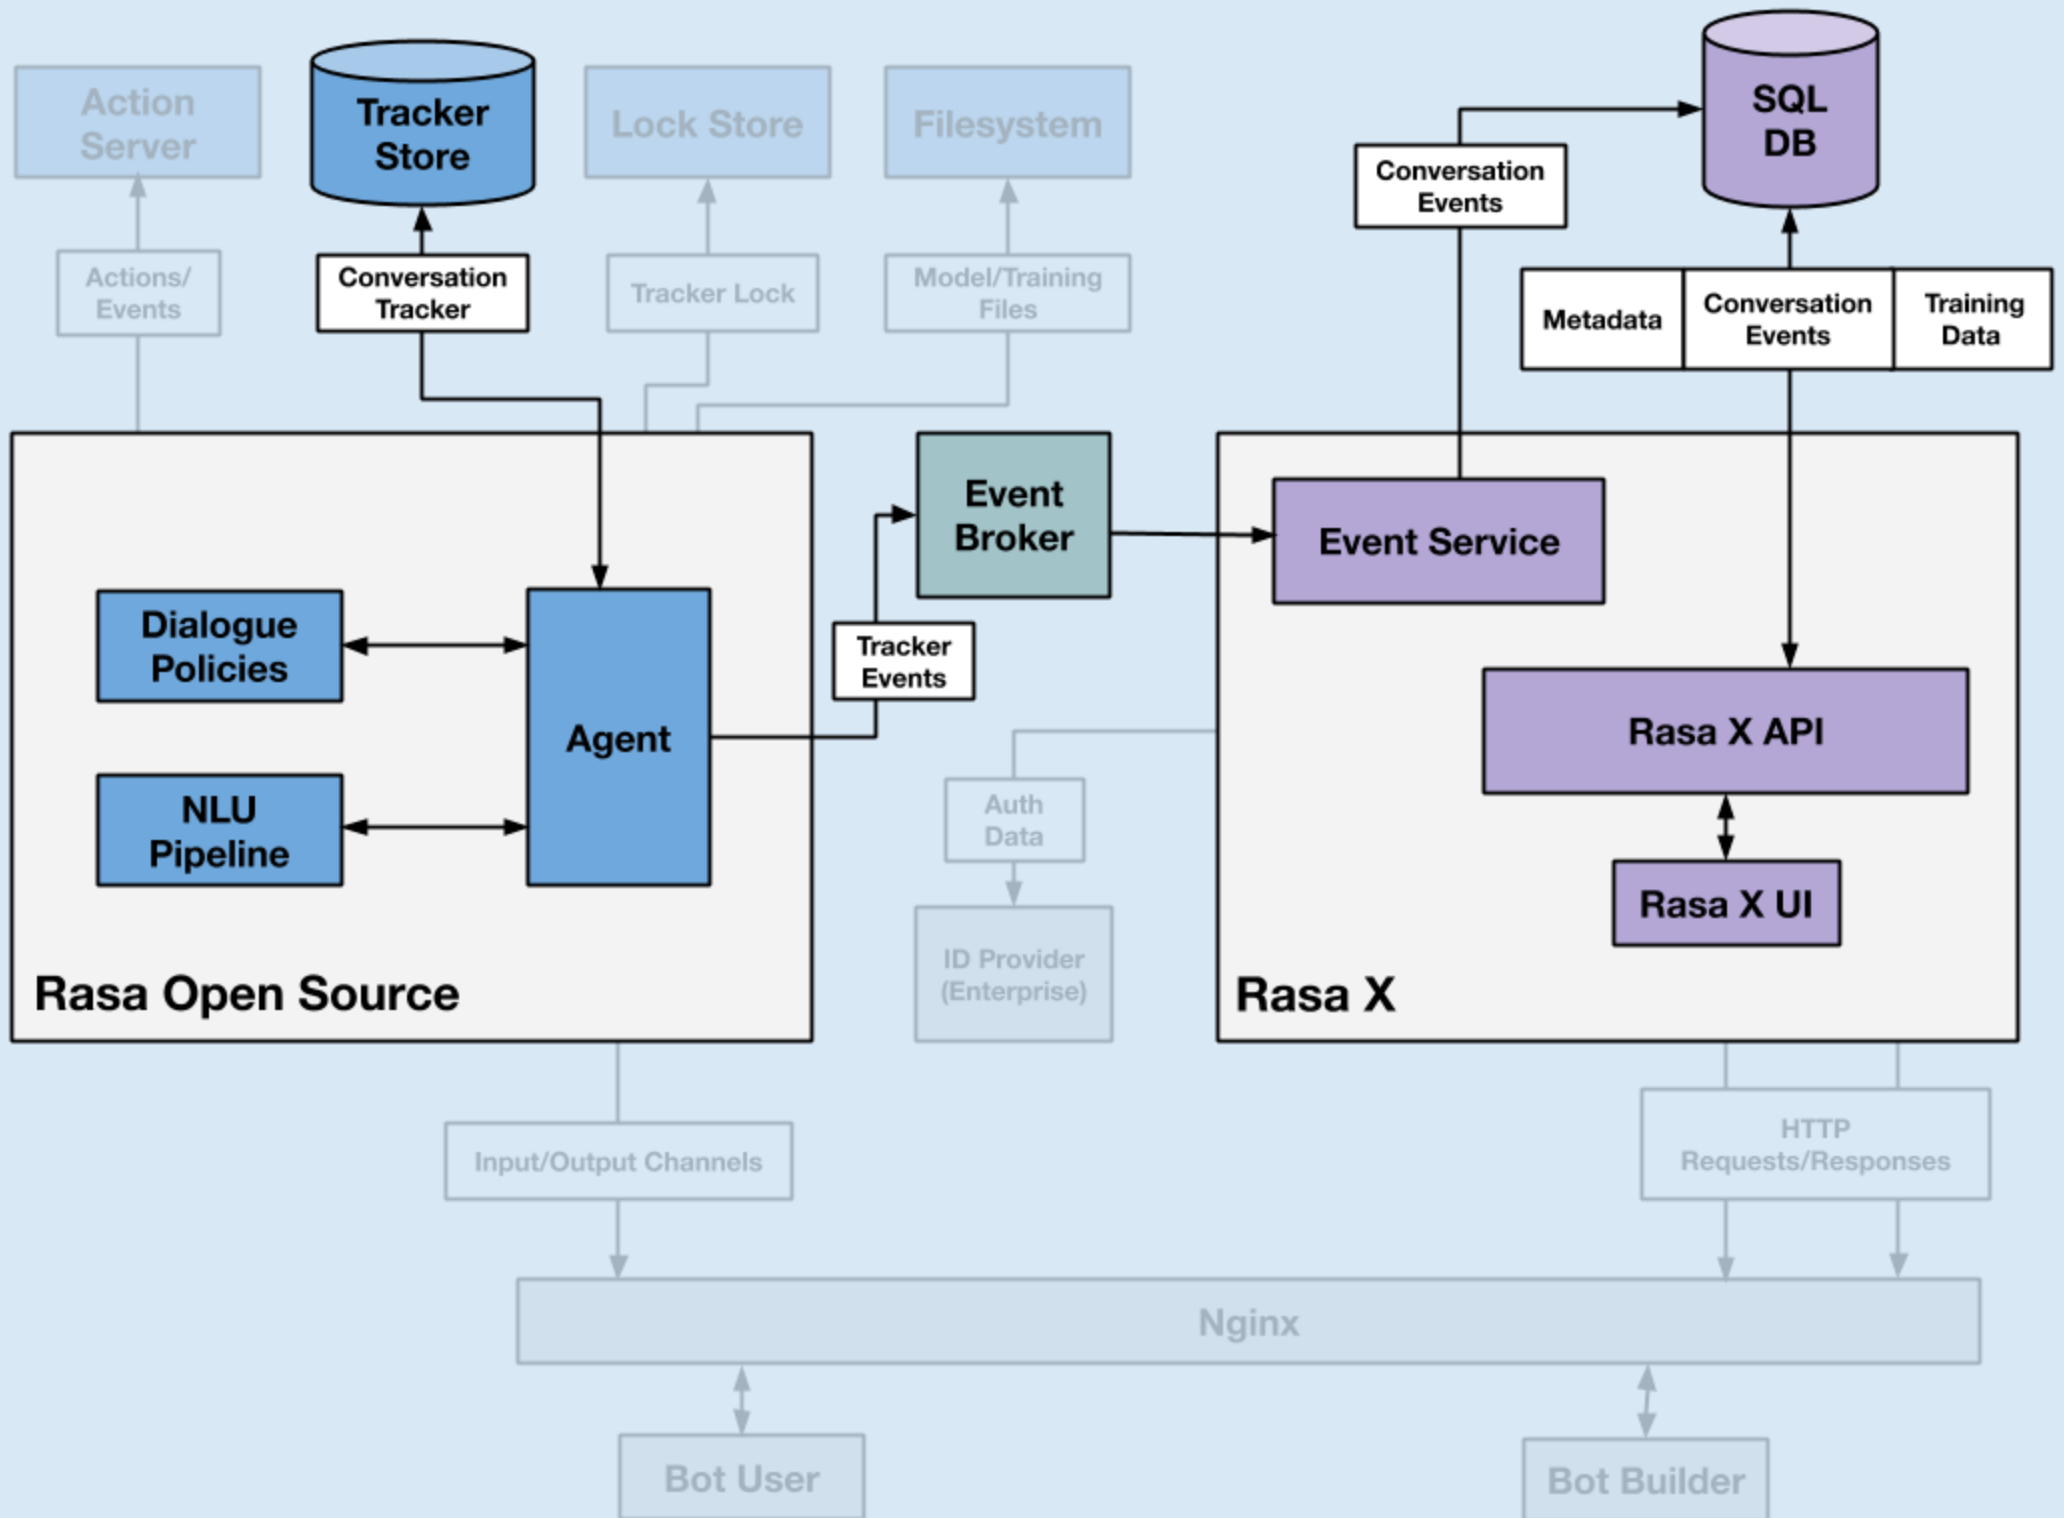 Action
Server
Tracker
Store
Lock Store
Filesystem
SQL
DB
Conversation
Events
Actions/
Events
Conversation
Tracker
Tracker Lock
Model/Training
Files
Metadata
Conversation
Events
Training
Data
Event
Broker
Event Service
Dialogue
Policies
Agent
Tracker
Events
Rasa X API
NLU
Pipeline
Auth
Data
Rasa X UI
ID Provider
(Enterprise)
Rasa Open Source
Rasa X
Input/Output Channels
HTTP
Requests/Responses
Nginx
Bot User
Bot Builder